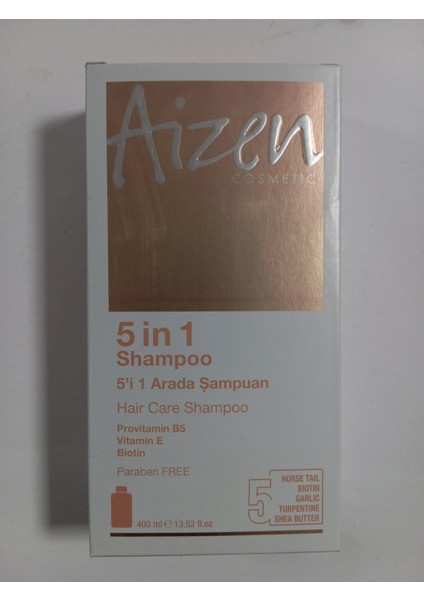 Aizen
COSMETIC
5 in 1
Shampoo
5'i 1 Arada Şampuan
Hair Care Shampoo
Provitamin B5
Vitamin E
Biotin
Paraben FREE
400 ml ℮ 13.52 fl.oz
5
HORSE TAIL
BIOTIN
GARLIC
TURPENTINE
SHEA BUTTER